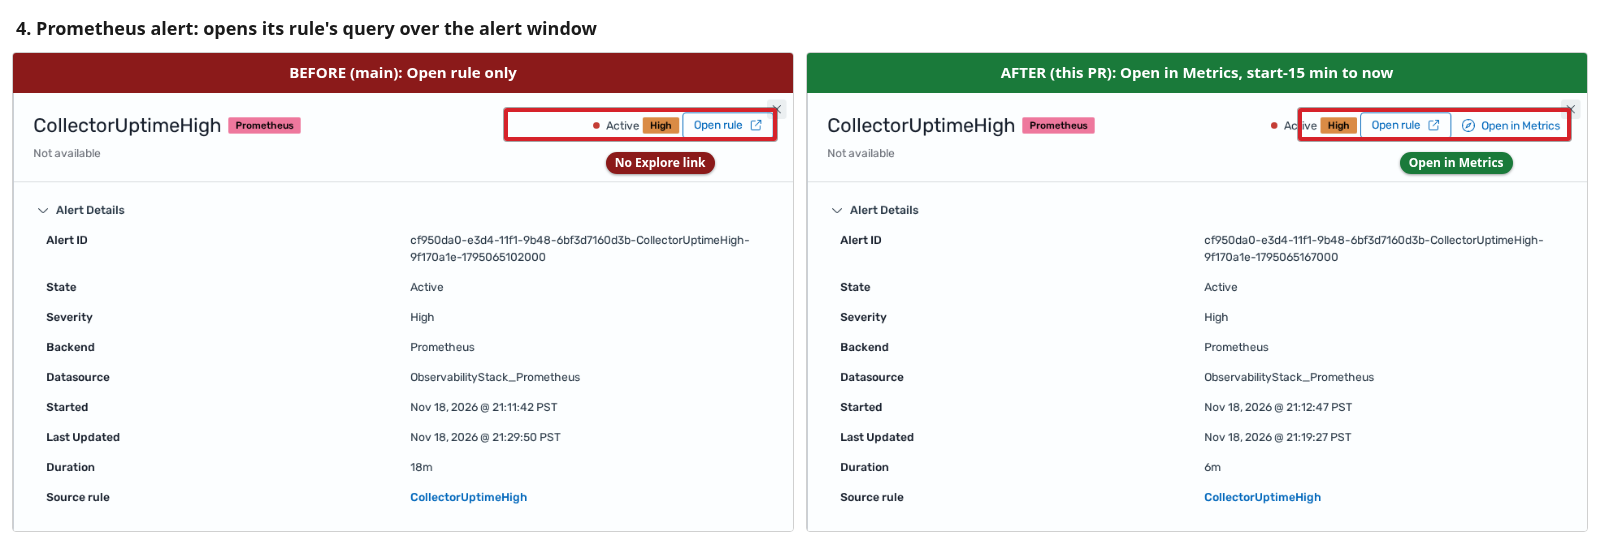 4. Prometheus alert: opens its rule's query over the alert window
BEFORE (main): Open rule only
CollectorUptimeHigh Prometheus Active High Open rule
Not available
No Explore link
Alert Details
Alert ID cf950da0-e3d4-11f1-9b48-6bf3d7160d3b-CollectorUptimeHigh-
9f170a1e-1795065102000
State Active
Severity High
Backend Prometheus
Datasource ObservabilityStack_Prometheus
Started Nov 18, 2026 @ 21:11:42 PST
Last Updated Nov 18, 2026 @ 21:29:50 PST
Duration 18m
Source rule CollectorUptimeHigh
AFTER (this PR): Open in Metrics, start-15 min to now
CollectorUptimeHigh Prometheus Active High Open rule Open in Metrics
Not available
Open in Metrics
Alert Details
Alert ID cf950da0-e3d4-11f1-9b48-6bf3d7160d3b-CollectorUptimeHigh-
9f170a1e-1795065167000
State Active
Severity High
Backend Prometheus
Datasource ObservabilityStack_Prometheus
Started Nov 18, 2026 @ 21:12:47 PST
Last Updated Nov 18, 2026 @ 21:19:27 PST
Duration 6m
Source rule CollectorUptimeHigh